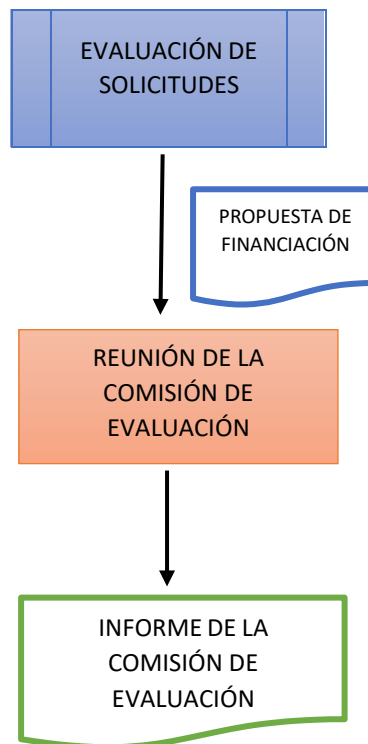 EVALUACIÓN DE
SOLICITUDES
PROPUESTA DE
FINANCIACIÓN
REUNIÓN DE LA
COMISIÓN DE
EVALUACIÓN
INFORME DE LA
COMISIÓN DE
EVALUACIÓN